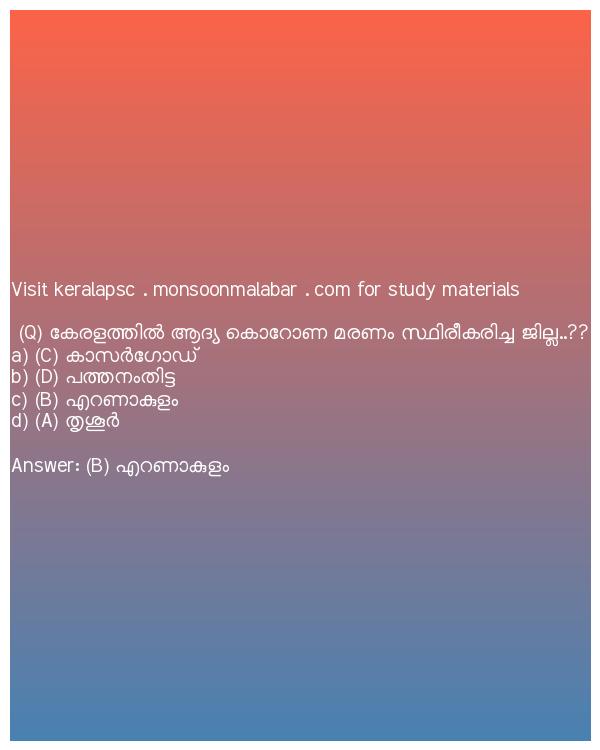 Visit keralapsc . monsoonmalabar . com for study materials
(Q) കേരളത്തിൽ ആദ്യ കൊറോണ മരണം സ്ഥിരീകരിച്ച ജില്ല..??
a) (C) കാസർഗോഡ്
b) (D) പത്തനംതിട്ട
c) (B) എറണാകുളം
d) (A) തൃശൂർ
Answer: (B) എറണാകുളം